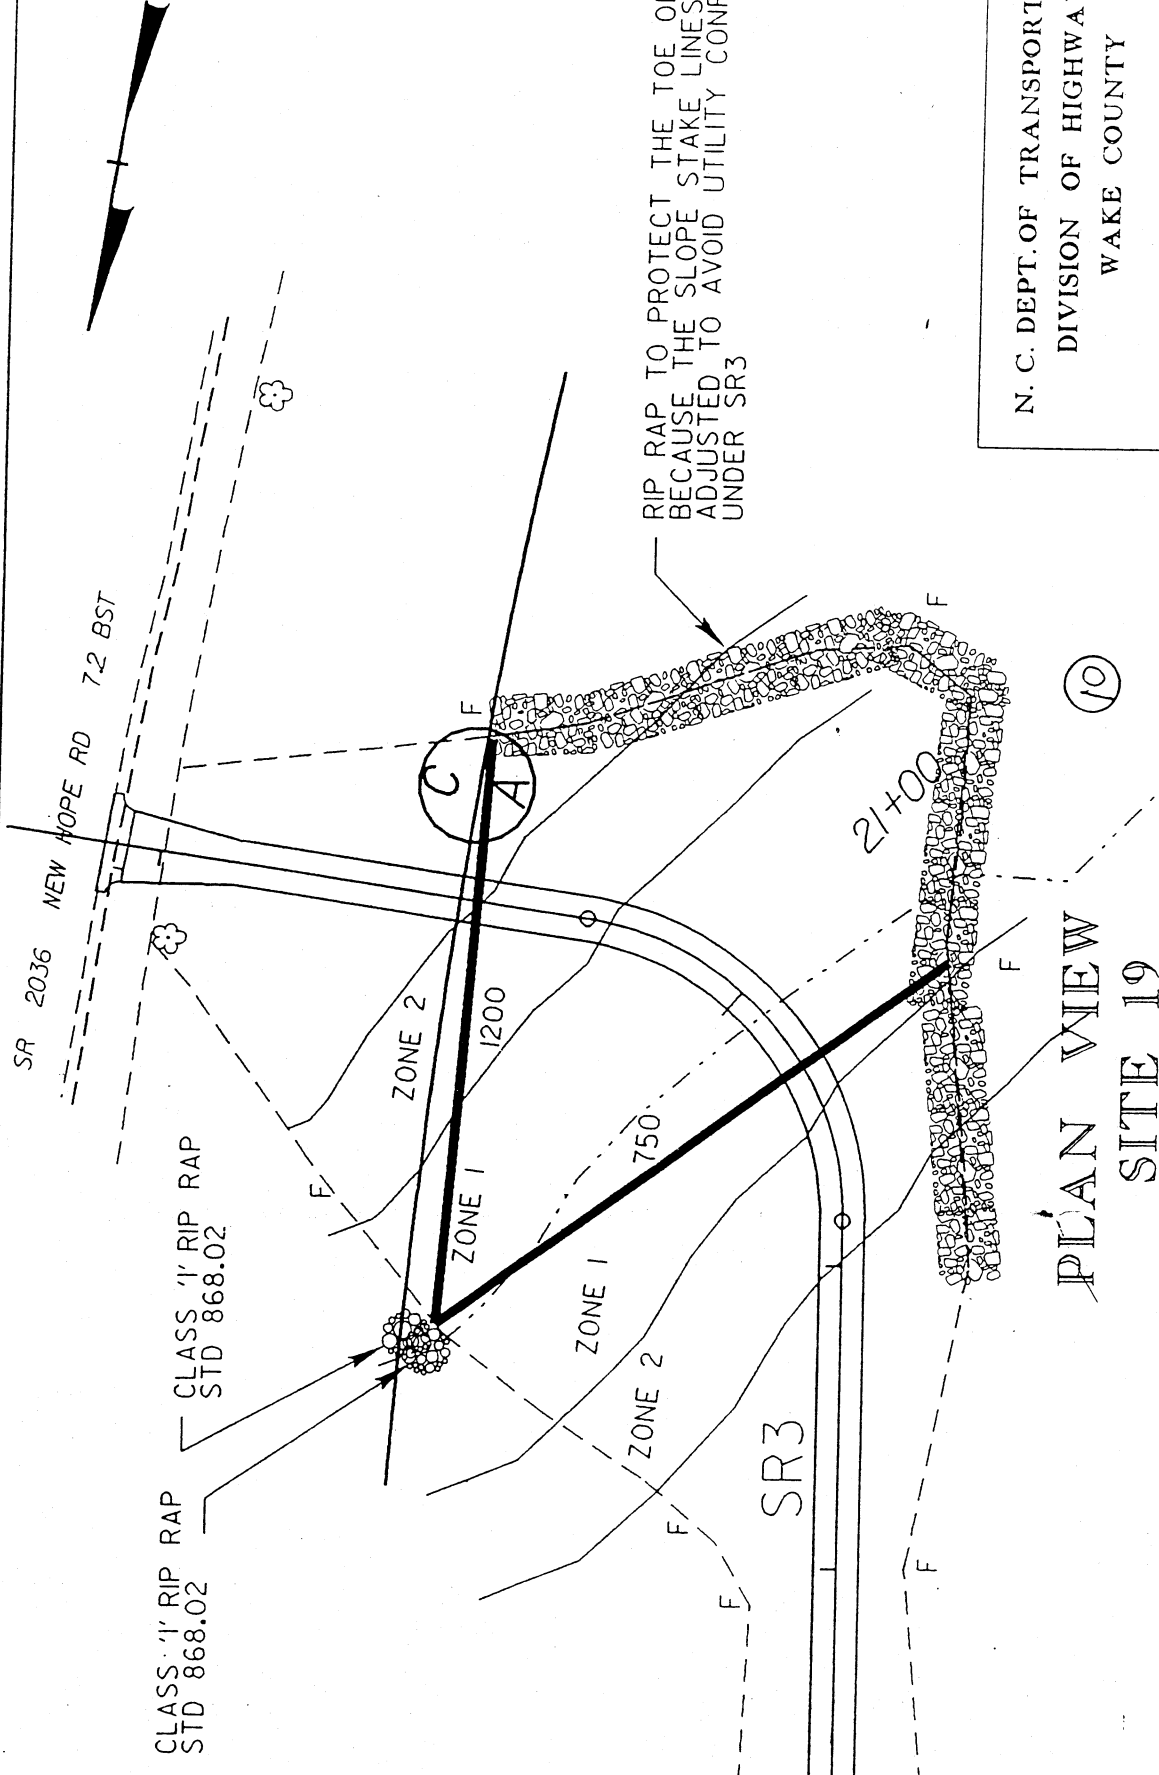 SR 2036 NEW HOPE RD 7.2 BST
CLASS 'I' RIP RAP
STD 868.02
CLASS 'I' RIP RAP
STD 868.02
F
F
C
A
ZONE 2
1200
ZONE 1
750
ZONE 1
ZONE 2
F
F
SR3
21+00
F
F
F
RIP RAP TO PROTECT THE TOE
BECAUSE THE SLOPE STAKE LINES
ADJUSTED TO AVOID UTILITY
UNDER SR3
10
PLAN VIEW
SITE 19
N. C. DEPT. OF TRANSPORT
DIVISION OF HIGHWA
WAKE COUNTY